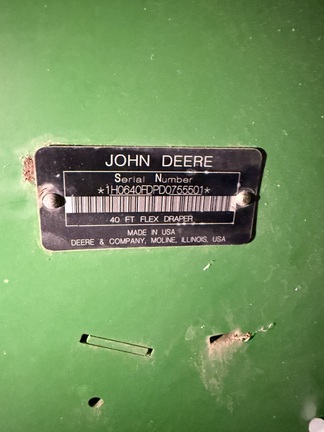 JOHN DEERE
Serial Number
*1H0640FDPD0755501*
40 FT FLEX DRAPER
MADE IN USA
DEERE & COMPANY, MOLINE, ILLINOIS, USA